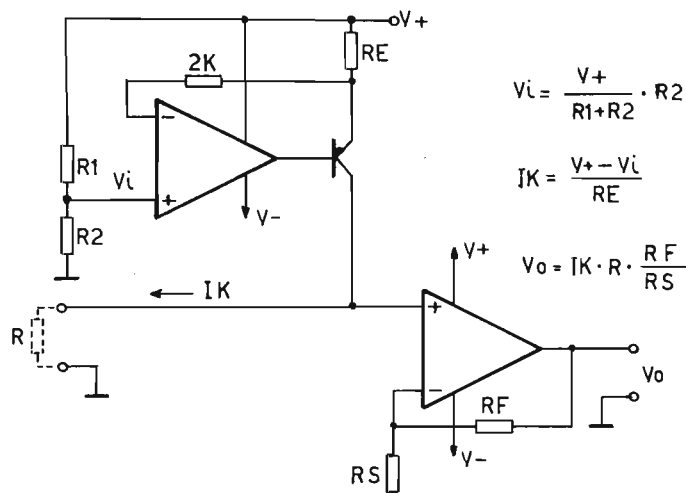 V+
RE
2K
−
R1
Vi
+
V−
R2
IK
R
Vi = V+ / R1+R2 · R2
IK = V+ − Vi / RE
Vo = IK · R · RF / RS
V+
+
−
Vo
RF
V−
RS